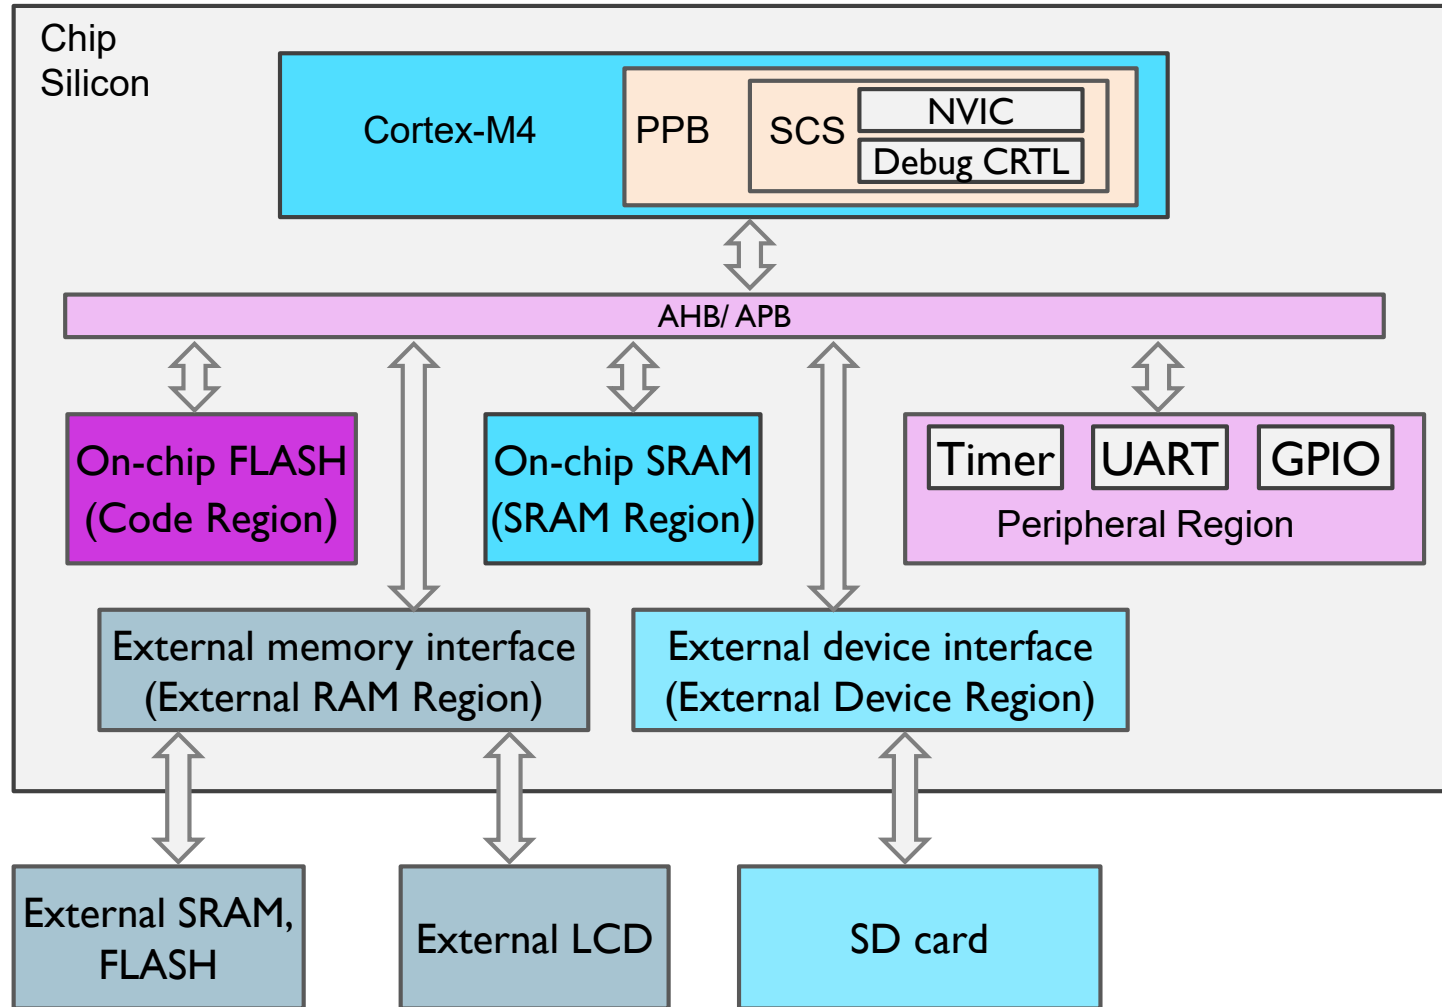 Chip
Silicon
Cortex-M4
PPB
SCS
NVIC
Debug CRTL
AHB/ APB
On-chip FLASH
(Code Region)
On-chip SRAM
(SRAM Region)
Timer
UART
GPIO
Peripheral Region
External memory interface
(External RAM Region)
External device interface
(External Device Region)
External SRAM,
FLASH
External LCD
SD card